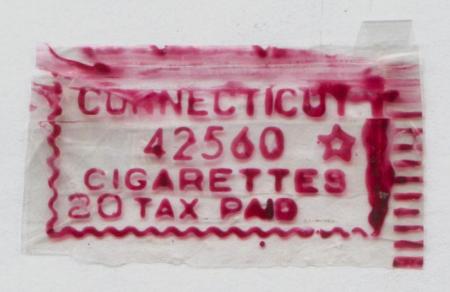 CONNECTICUT
42560
CIGARETTES
20 TAX PAID